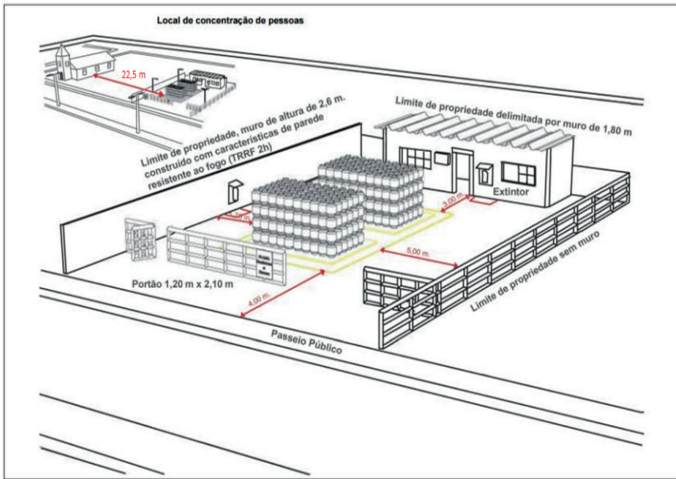 Local de concentração de pessoas
22,5 m
Limite de propriedade, muro de altura de 2,6 m.
construido com características de parede
resistente ao fogo (TRRF 2h)
Limite de propriedade delimitada por muro de 1,80 m
Extintor
3,00 m.
5,00 m.
Portão 1,20 m x 2,10 m
4,00 m.
Limite de propriedade sem muro
Passeio Público